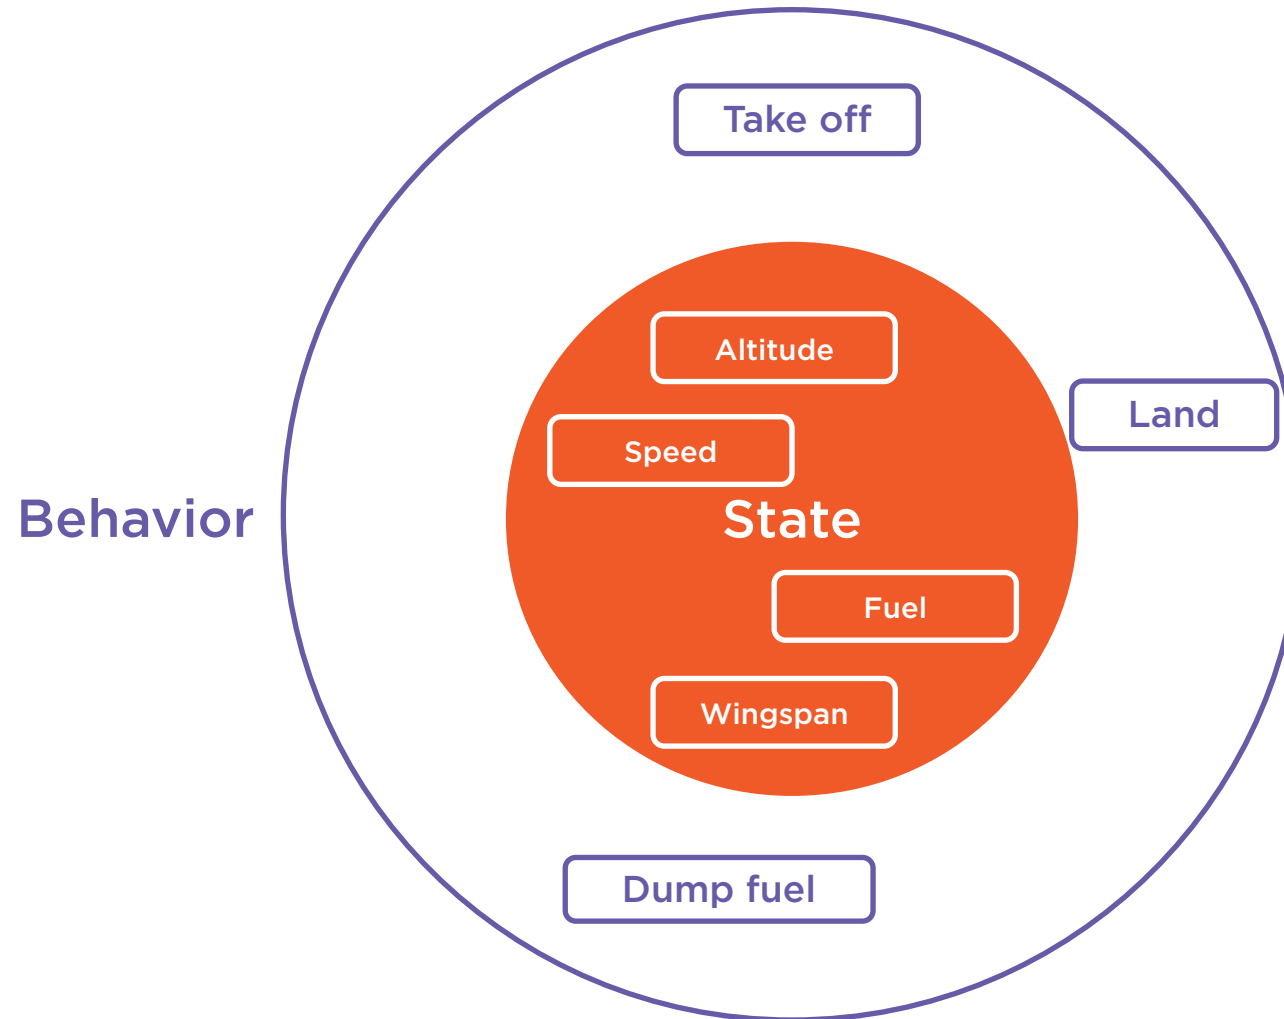 Take off
Altitude
Land
Speed
Behavior
State
Fuel
Wingspan
Dump fuel